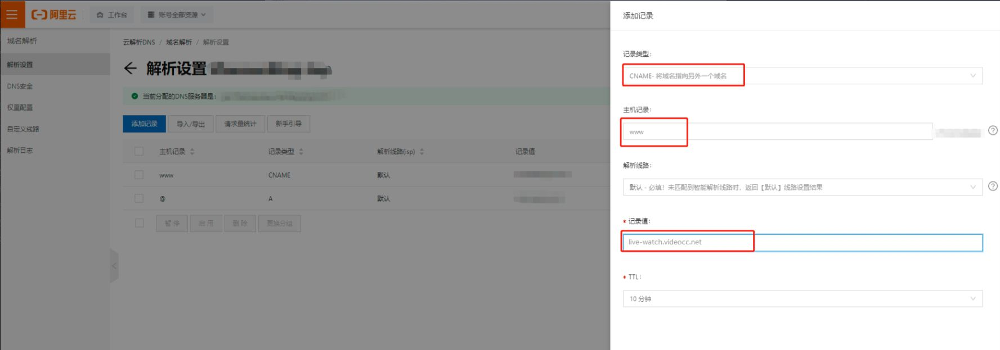 阿里云
工作台
账号全部资源
域名解析
解析设置
DNS安全
权重配置
自定义线路
解析日志
云解析DNS / 域名解析 / 解析设置
解析设置
当前分配的DNS服务器是:
添加记录 导入/导出 请求量统计 新手引导
主机记录 记录类型 解析线路(isp) 记录值
www CNAME 默认
@ A 默认
暂停 启用 删除 更换分组
添加记录
记录类型:
CNAME- 将域名指向另外一个域名
主机记录:
www
解析线路:
默认 - 必填！未匹配到智能解析线路时，返回【默认】线路设置结果
* 记录值:
live-watch.videocc.net
* TTL:
10 分钟